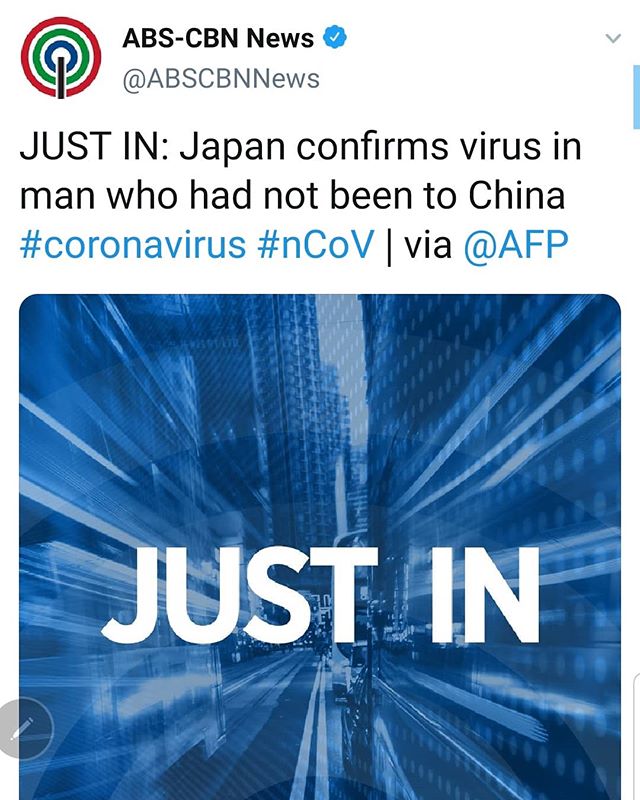 ABS-CBN News
@ABSCBNNews
JUST IN: Japan confirms virus in
man who had not been to China
#coronavirus #nCoV | via @AFP
JUST IN